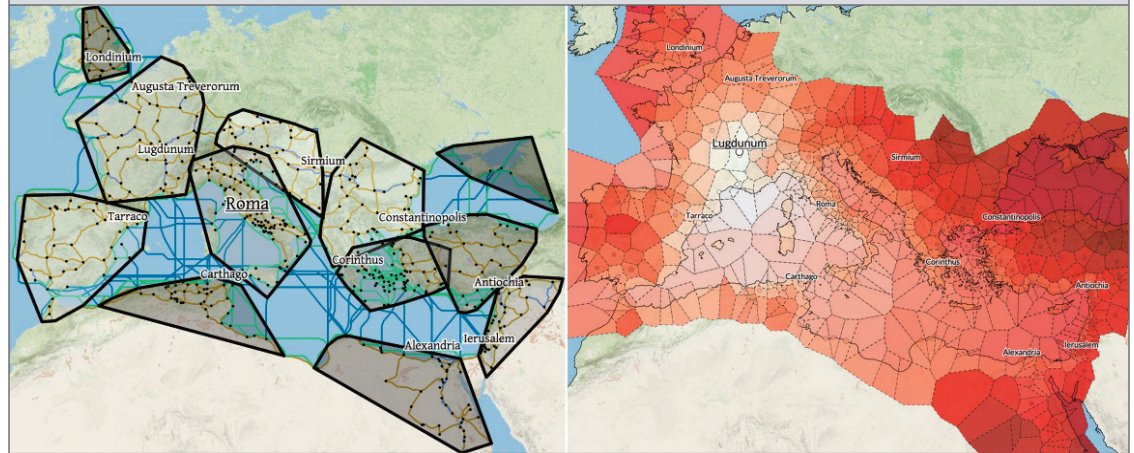 Londinium
Augusta Treverorum
Lugdunum
Sirmium
Roma
Tarraco
Constantinopolis
Corinthus
Carthago
Antiochia
Ierusalem
Alexandria
Londinium
Augusta Treverorum
Lugdunum
Sirmium
Tarraco
Roma
Constantinopolis
Corinthus
Carthago
Antiochia
Ierusalem
Alexandria